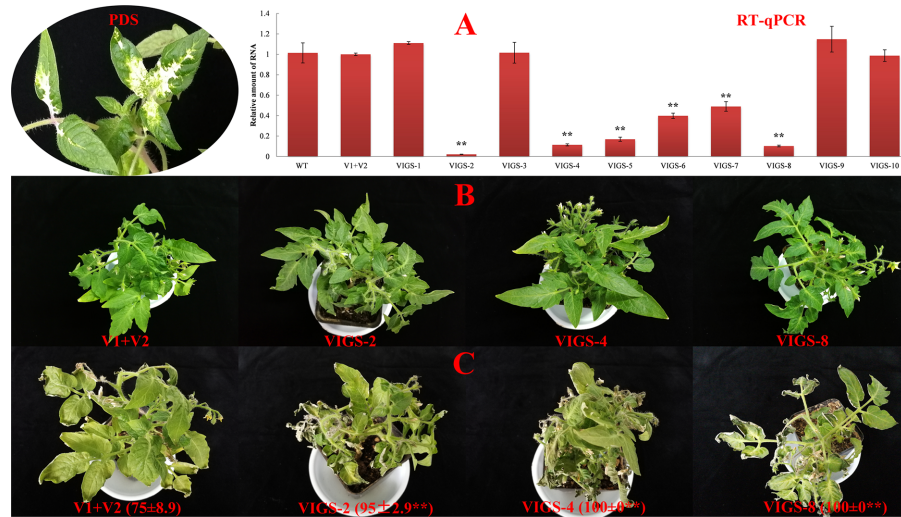 PDS
A
RT-qPCR
Relative amount of RNA
1.4
1.2
1
0.8
0.6
0.4
0.2
0
**
**
**
**
**
**
WT
V1+V2
VIGS-1
VIGS-2
VIGS-3
VIGS-4
VIGS-5
VIGS-6
VIGS-7
VIGS-8
VIGS-9
VIGS-10
B
V1+V2
VIGS-2
VIGS-4
VIGS-8
C
V1+V2 (75±8.9)
VIGS-2 (95±2.9**)
VIGS-4 (100±0**)
VIGS-8 (100±0**)